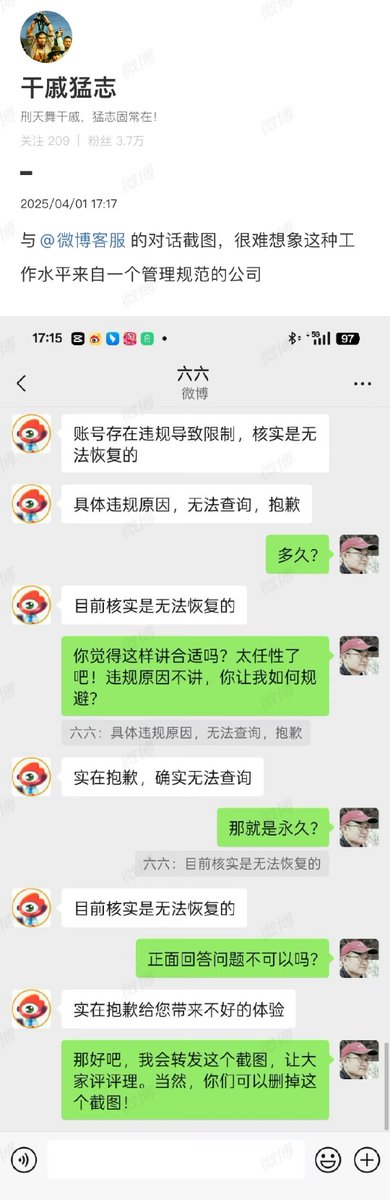 干戚猛志
刑天舞干戚，猛志固常在！
关注 209 | 粉丝 3.7万
2025/04/01 17:17
与@微博客服 的对话截图，很难想象这种工
作水平来自一个管理规范的公司
17:15
5G
97
六六
微博
账号存在违规导致限制，核实是无
法恢复的
具体违规原因，无法查询，抱歉
多久？
目前核实是无法恢复的
你觉得这样讲合适吗？太任性了
吧！违规原因不讲，你让我如何规
避？
六六：具体违规原因，无法查询，抱歉
实在抱歉，确实无法查询
那就是永久？
六六：目前核实是无法恢复的
目前核实是无法恢复的
正面回答问题不可以吗？
实在抱歉给您带来不好的体验
那好吧，我会转发这个截图，让大
家评评理。当然，你们可以删掉这
个截图！